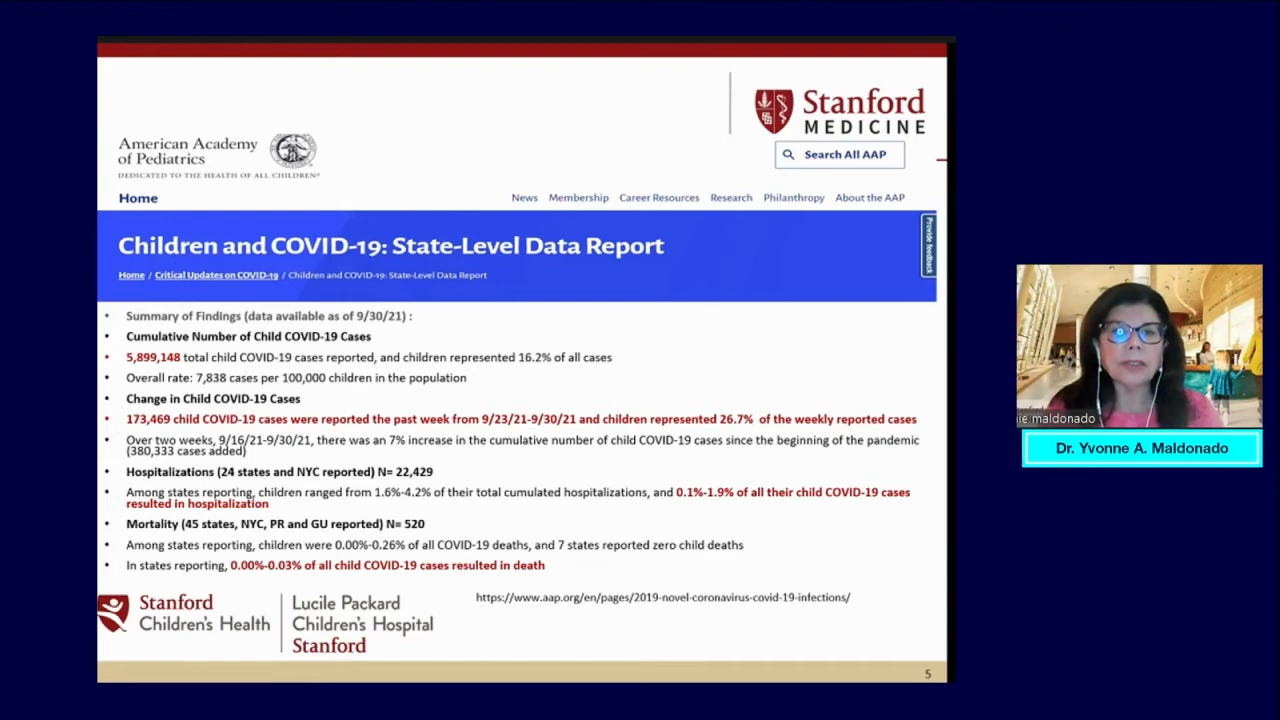 Stanford
MEDICINE
American Academy
of Pediatrics
DEDICATED TO THE HEALTH OF ALL CHILDREN®
Search All AAP
Home
News Membership Career Resources Research Philanthropy About the AAP
Provide feedback
Children and COVID-19: State-Level Data Report
Home / Critical Updates on COVID-19 / Children and COVID-19: State-Level Data Report
• Summary of Findings (data available as of 9/30/21) :
• Cumulative Number of Child COVID-19 Cases
• 5,899,148 total child COVID-19 cases reported, and children represented 16.2% of all cases
• Overall rate: 7,838 cases per 100,000 children in the population
• Change in Child COVID-19 Cases
• 173,469 child COVID-19 cases were reported the past week from 9/23/21-9/30/21 and children represented 26.7% of the weekly reported cases
• Over two weeks, 9/16/21-9/30/21, there was an 7% increase in the cumulative number of child COVID-19 cases since the beginning of the pandemic
(380,333 cases added)
• Hospitalizations (24 states and NYC reported) N= 22,429
• Among states reporting, children ranged from 1.6%-4.2% of their total cumulated hospitalizations, and 0.1%-1.9% of all their child COVID-19 cases
resulted in hospitalization
• Mortality (45 states, NYC, PR and GU reported) N= 520
• Among states reporting, children were 0.00%-0.26% of all COVID-19 deaths, and 7 states reported zero child deaths
• In states reporting, 0.00%-0.03% of all child COVID-19 cases resulted in death
https://www.aap.org/en/pages/2019-novel-coronavirus-covid-19-infections/
Stanford
Children's Health
Lucile Packard
Children's Hospital
Stanford
5
ie maldonado
Dr. Yvonne A. Maldonado